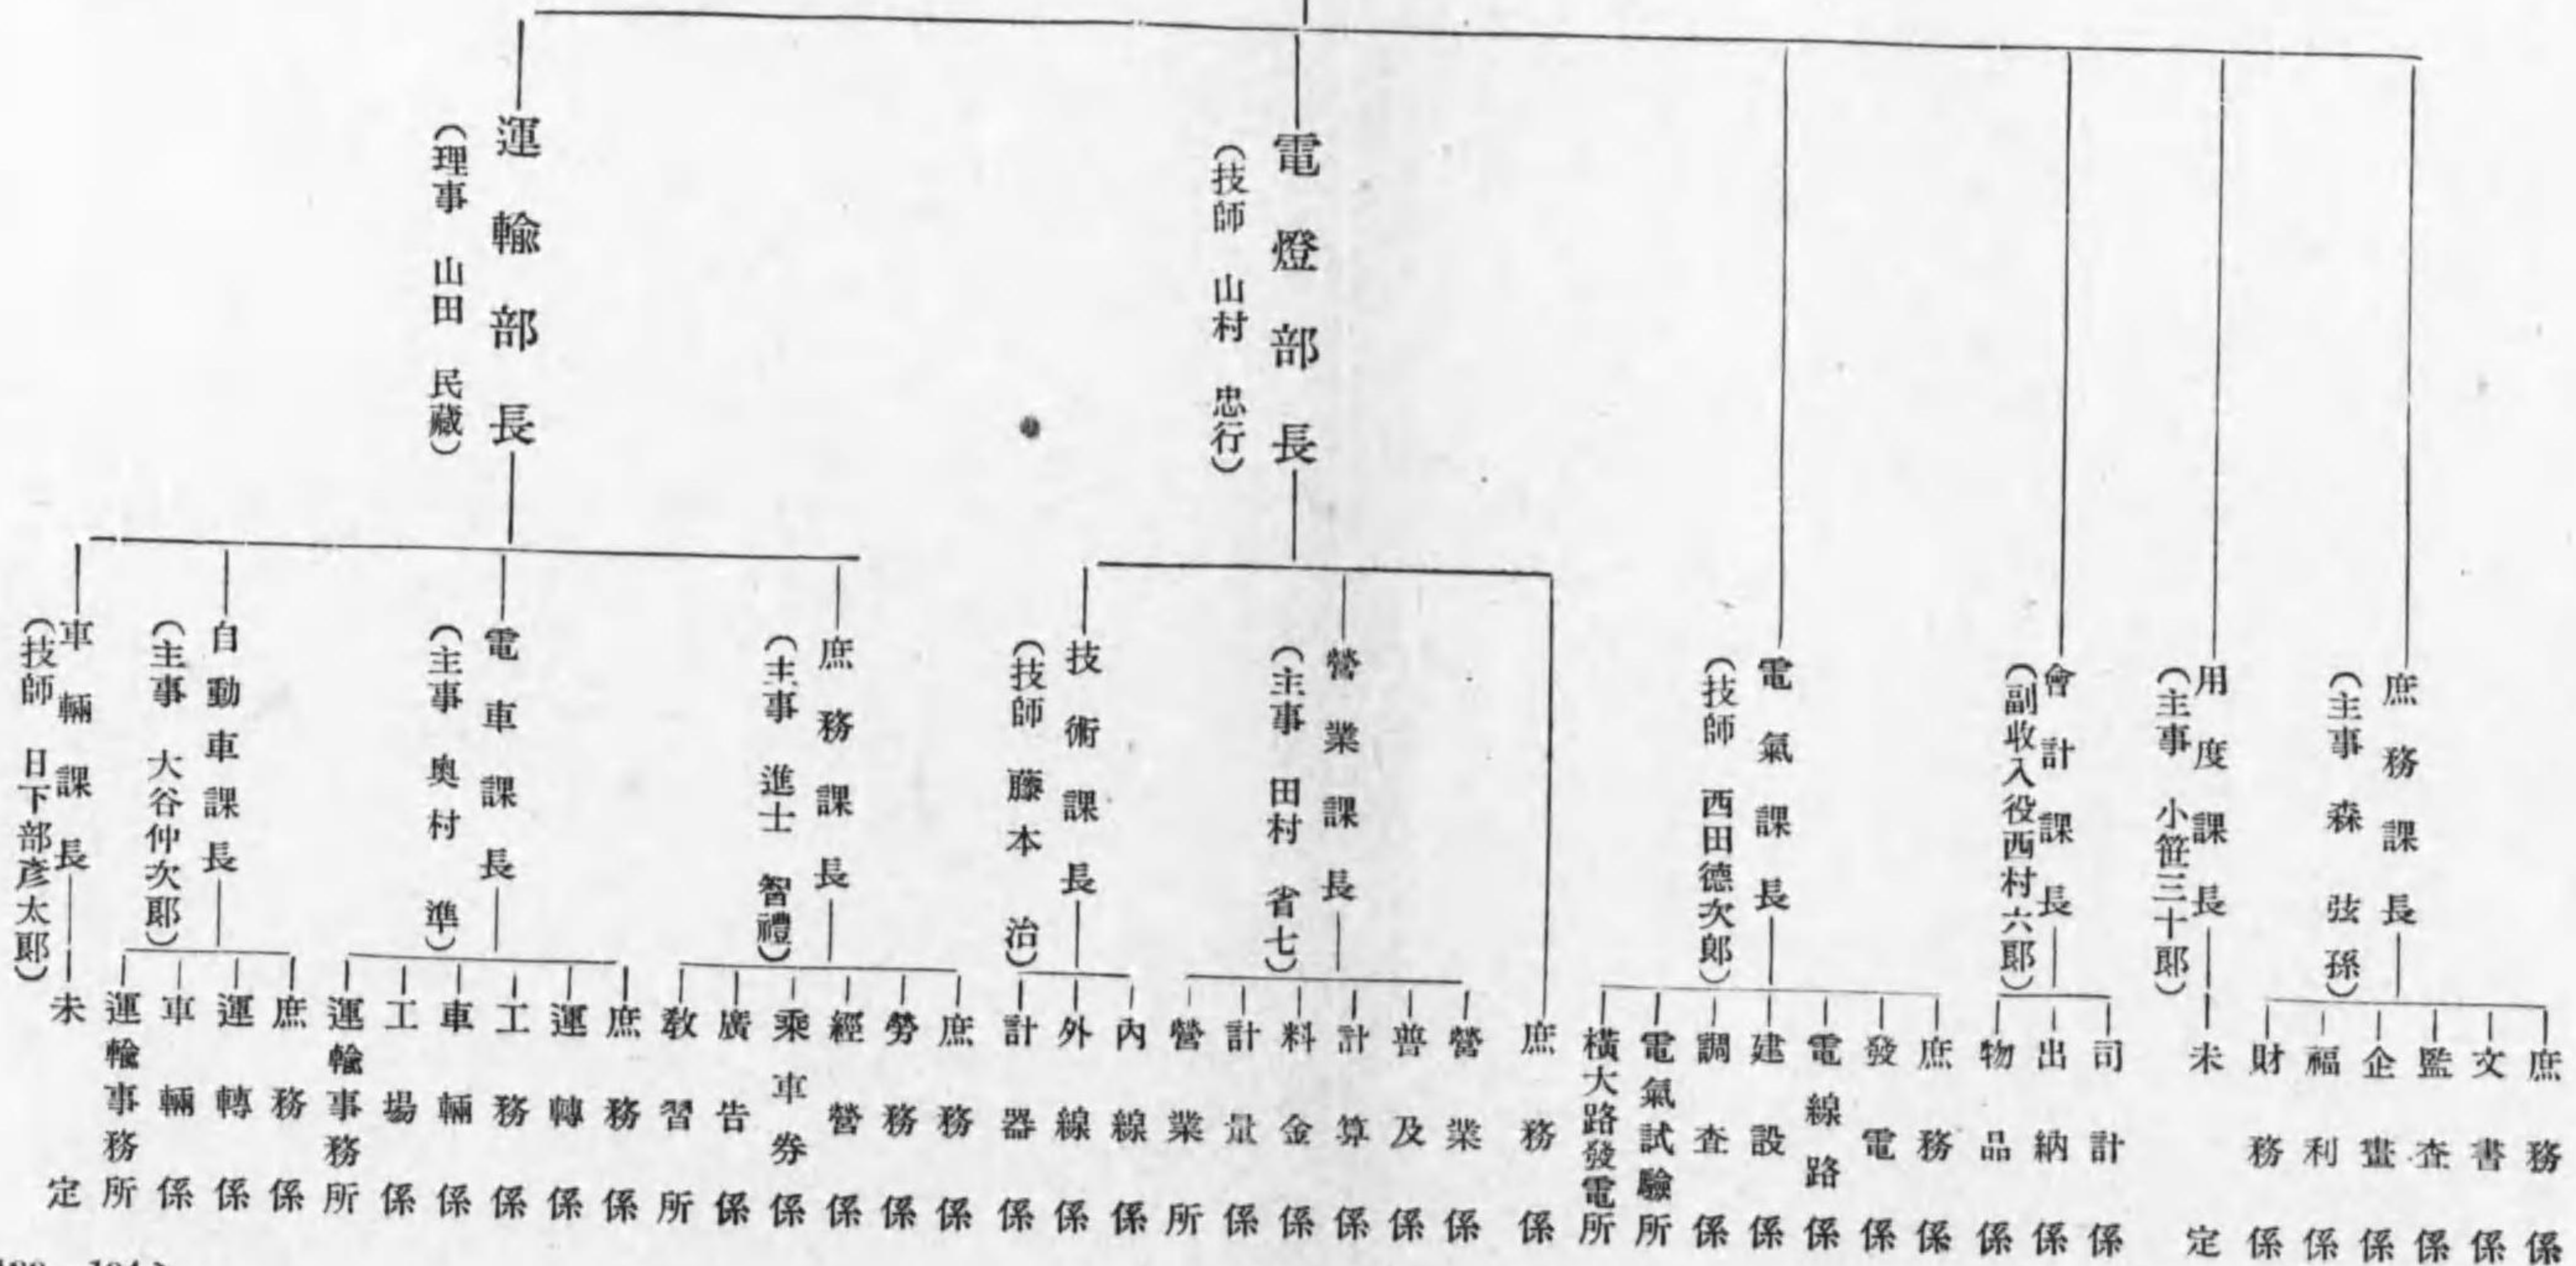 庶務課長
(主事 森 弦孫)
庶務係
文書係
監査係
企畫係
福利係
財務係
用度課長
(主事 小笹三十郞)
未定
會計課長
(副收入役西村六郞)
司計係
出納係
物品係
電氣課長
(技師 西田德次郞)
庶務係
發電係
電線路係
建設係
調査係
電氣試驗所
橫大路發電所
電燈部長
(技師 山村 忠行)
庶務係
營業課長
(主事 田村 省七)
營業係
普及係
計算係
料金係
計量係
營業所
技術課長
(技師 藤本 治)
內線係
外線係
計器係
運輸部長
(理事 山田 民藏)
庶務課長
(主事 進士 智禮)
庶務係
勞務係
經營係
乘車券係
廣告係
敎習所
電車課長
(主事 奧村 準)
庶務係
運轉係
工務係
車輛係
工場係
運輸事務所
自動車課長
(主事 大谷仲次郞)
庶務係
運轉係
車輛係
運輸事務所
車輛課長
(技師 日下部彥太郞)
未定